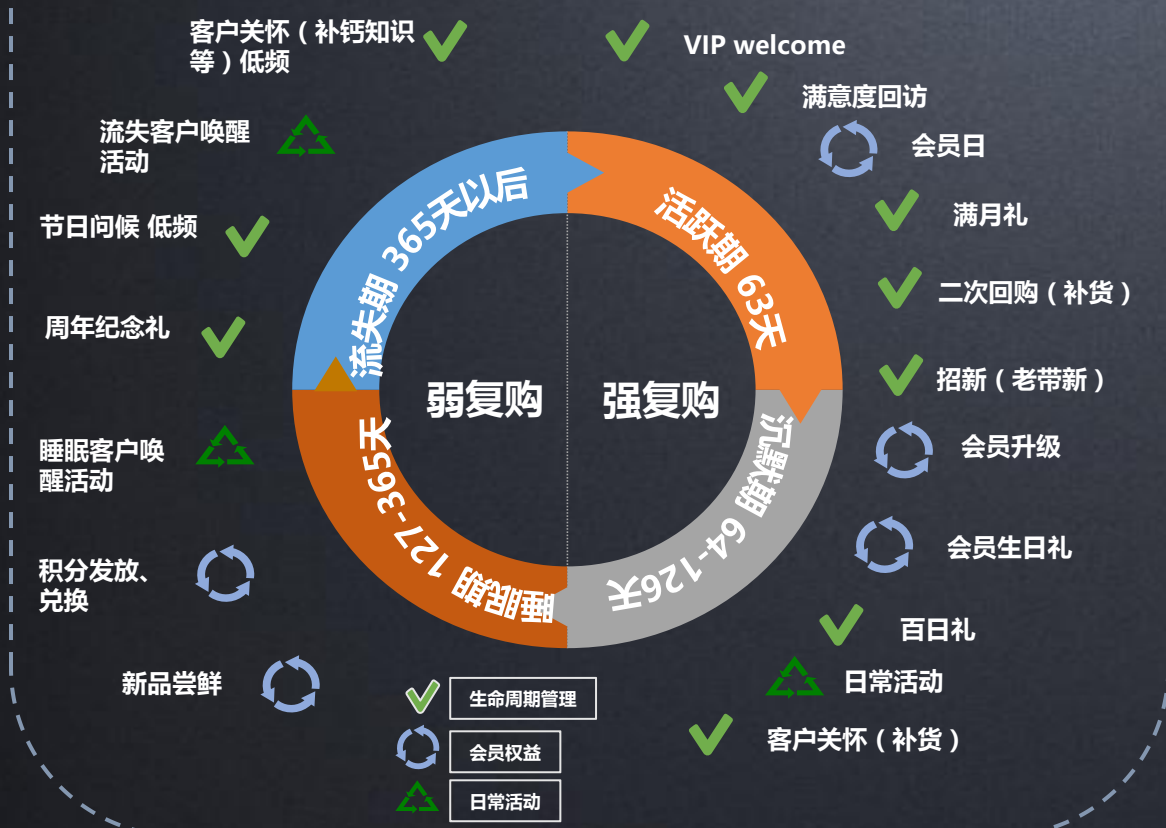 客户关怀（补钙知识
等）低频
VIP welcome
满意度回访
流失客户唤醒
活动
会员日
节日问候 低频
满月礼
二次回购（补货）
周年纪念礼
招新（老带新）
睡眠客户唤
醒活动
会员升级
积分发放、
兑换
会员生日礼
百日礼
新品尝鲜
日常活动
客户关怀（补货）
流失期 365天以后
活跃期 63天
弱复购
强复购
睡眠期 127-365天
沉默期 64-126天
生命周期管理
会员权益
日常活动